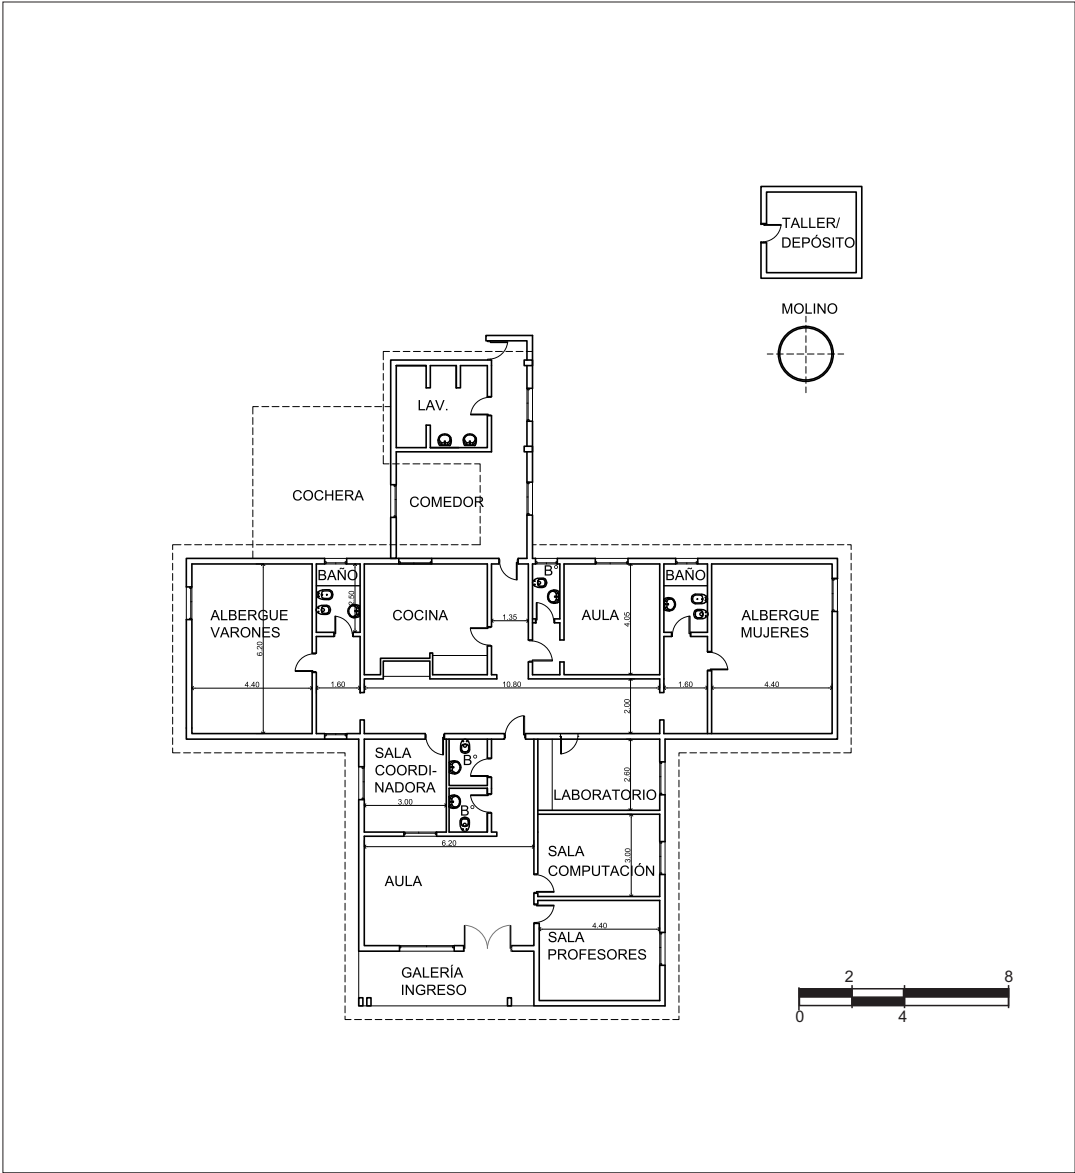 TALLER/
DEPÓSITO
MOLINO
LAV.
COCHERA
COMEDOR
BAÑO
B°
BAÑO
2.50
ALBERGUE
VARONES
COCINA
1.35
AULA
4.05
ALBERGUE
MUJERES
6.20
4.40
1.60
10.80
1.60
4.40
2.00
SALA
COORDI-
NADORA
B°
3.00
B°
2.60
LABORATORIO
6.20
SALA
COMPUTACIÓN
3.00
AULA
4.40
SALA
PROFESORES
GALERÍA
INGRESO
2
8
0
4